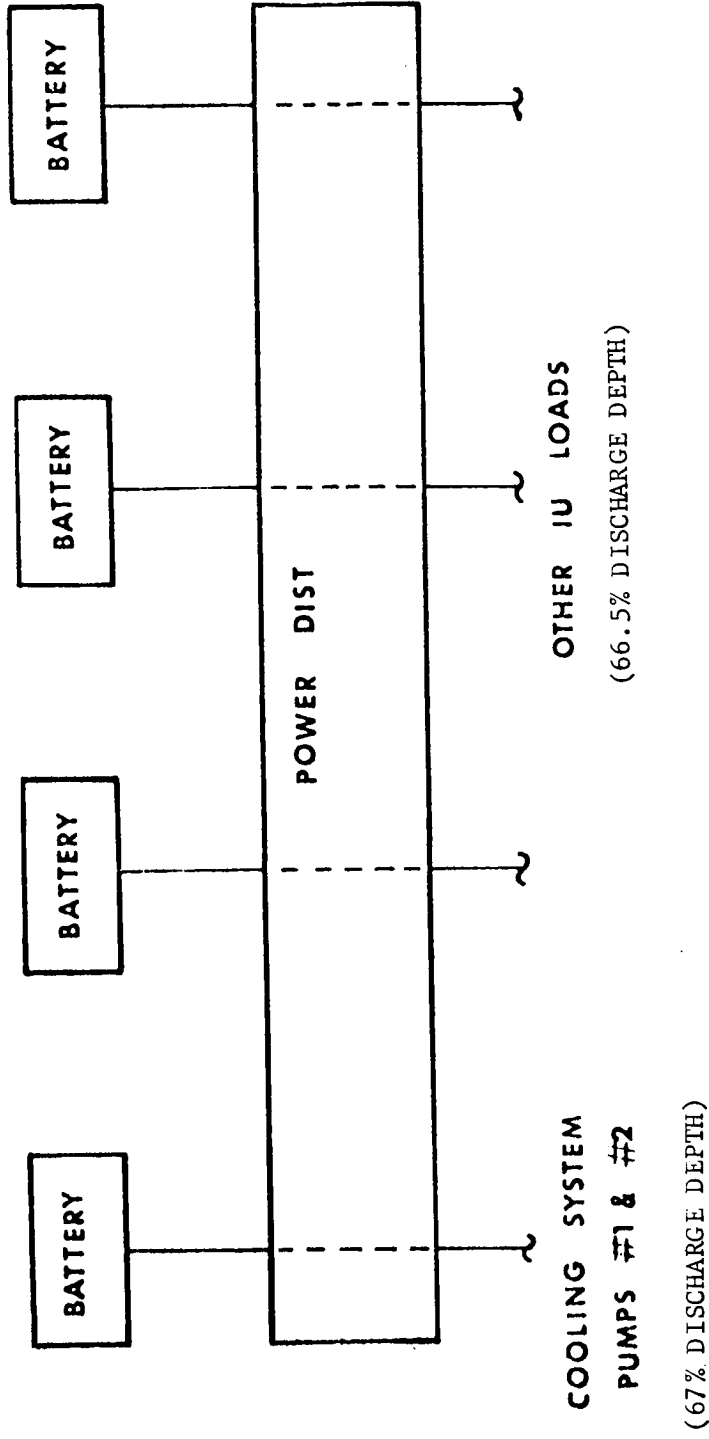 BATTERY
BATTERY
BATTERY
BATTERY
POWER DIST
COOLING SYSTEM
PUMPS #1 & #2
(67% DISCHARGE DEPTH)
OTHER IU LOADS
(66.5% DISCHARGE DEPTH)